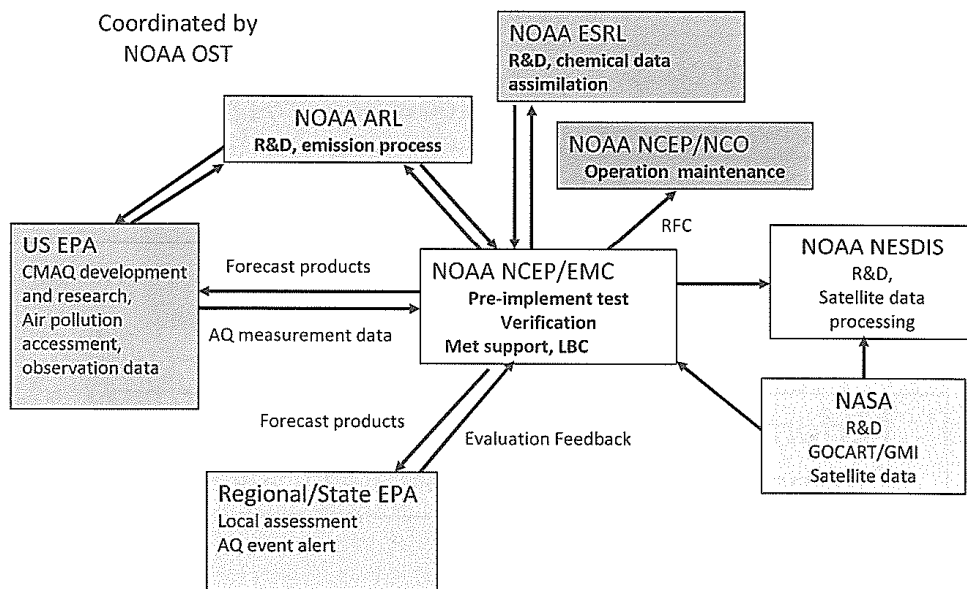 Coordinated by
NOAA OST
NOAA ESRL
R&D, chemical data
assimilation
NOAA ARL
R&D, emission process
NOAA NCEP/NCO
Operation maintenance
RFC
US EPA
CMAQ development
and research,
Air pollution
assessment,
observation data
Forecast products
AQ measurement data
NOAA NCEP/EMC
Pre-implement test
Verification
Met support, LBC
NOAA NESDIS
R&D,
Satellite data
processing
NASA
R&D
GOCART/GMI
Satellite data
Forecast products
Evaluation Feedback
Regional/State EPA
Local assessment
AQ event alert